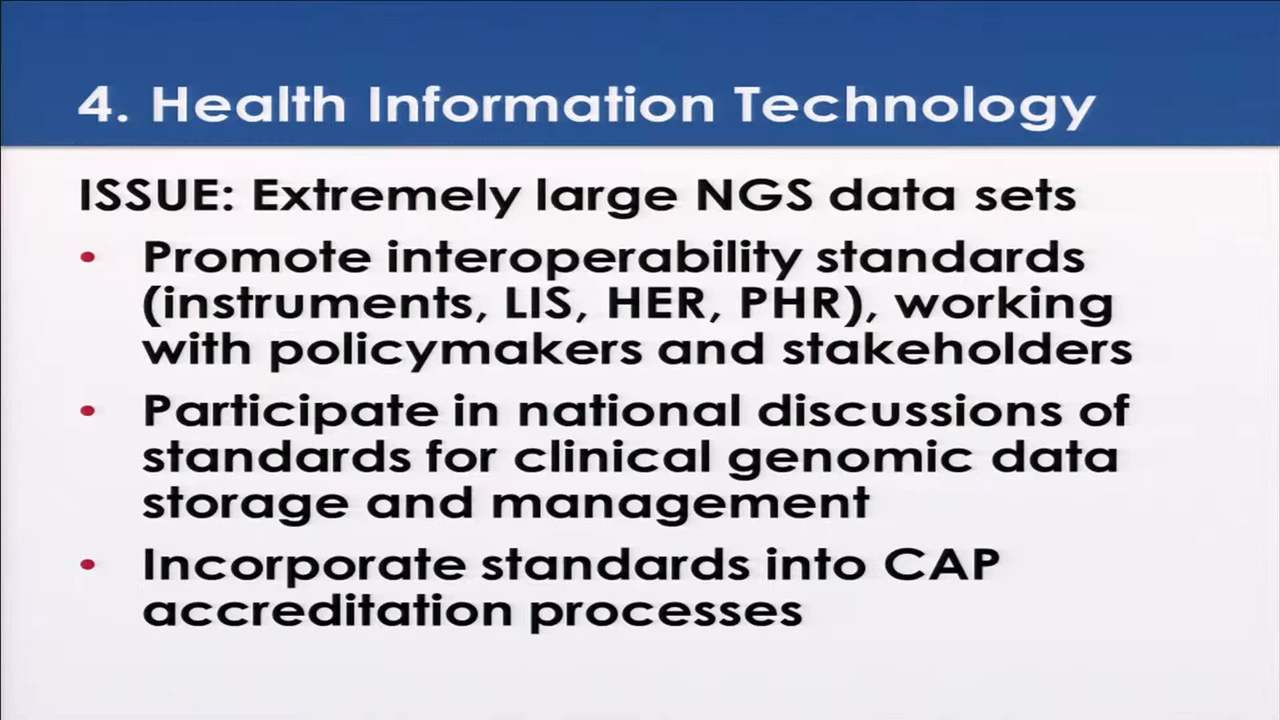 4. Health Information Technology
ISSUE: Extremely large NGS data sets
• Promote interoperability standards
(instruments, LIS, HER, PHR), working
with policymakers and stakeholders
• Participate in national discussions of
standards for clinical genomic data
storage and management
• Incorporate standards into CAP
accreditation processes